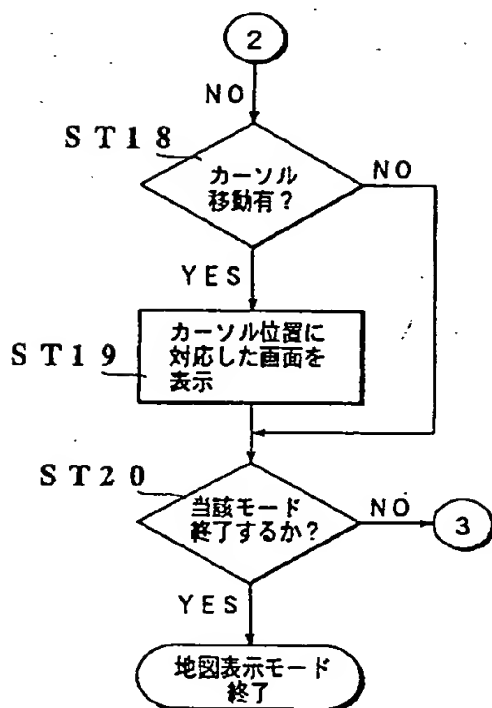 2
NO
ST18
カーソル
移動有?
NO
YES
カーソル位置に
対応した画面を
表示
ST19
ST20
当該モード
終了するか?
NO
3
YES
地図表示モード
終了